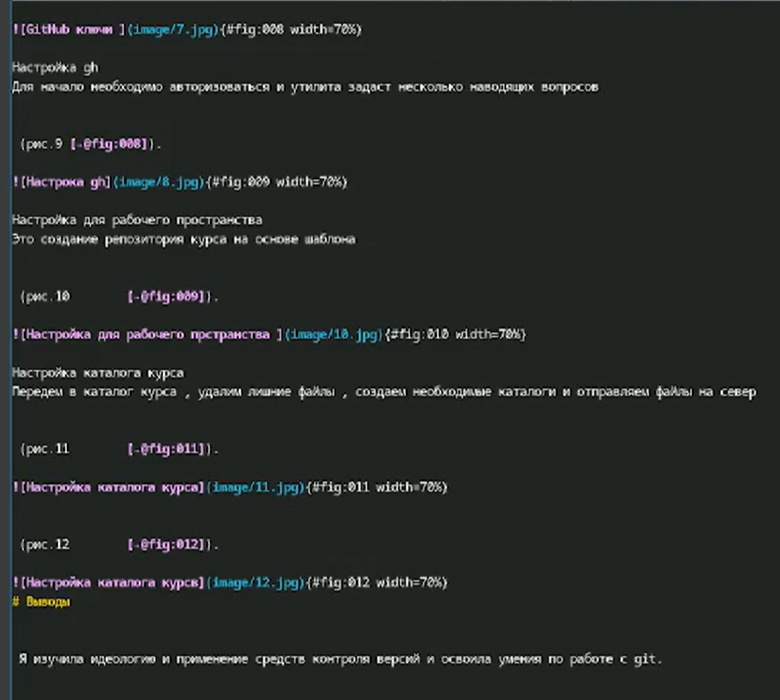 ![GitHub ключи ](image/7.jpg){#fig:008 width=70%}
Настройка gh
Для начало необходимо авторизоваться и утилита задаст несколько наводящих вопросов
(рис.9 [-@fig:008]).
![Настрока gh](image/8.jpg){#fig:009 width=70%}
Настройка для рабочего пространства
Это создание репозитория курса на основе шаблона
(рис.10 [-@fig:009]).
![Настройка для рабочего прстранства ](image/10.jpg){#fig:010 width=70%}
Настройка каталога курса
Передем в каталог курса , удалим лишние файлы , создаем необходимые каталоги и отправляем файлы на север
(рис.11 [-@fig:011]).
![Настройка каталога курса](image/11.jpg){#fig:011 width=70%}
(рис.12 [-@fig:012]).
![Настройка каталога курсв](image/12.jpg){#fig:012 width=70%}
# Выводы
Я изучила идеологию и применение средств контроля версий и освоила умения по работе с git.